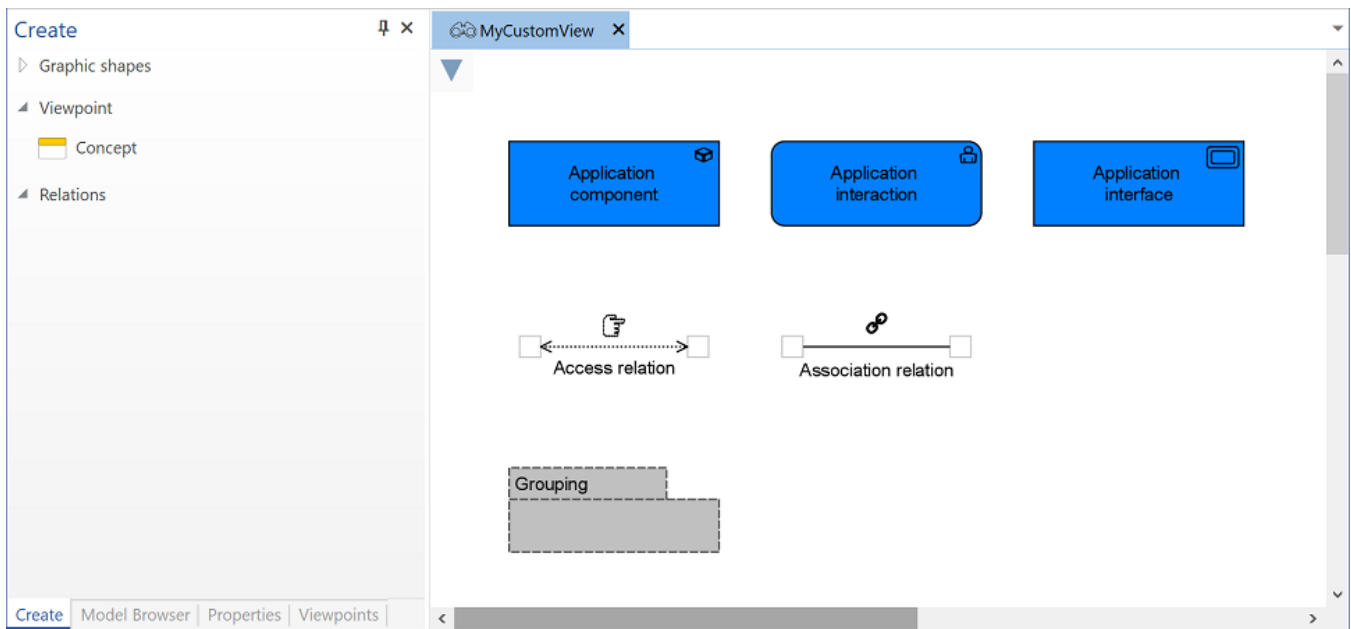 Create
Graphic shapes
Viewpoint
Concept
Relations
Create
Model Browser
Properties
Viewpoints
MyCustomView
Application
component
Application
interaction
Application
interface
Access relation
Association relation
Grouping